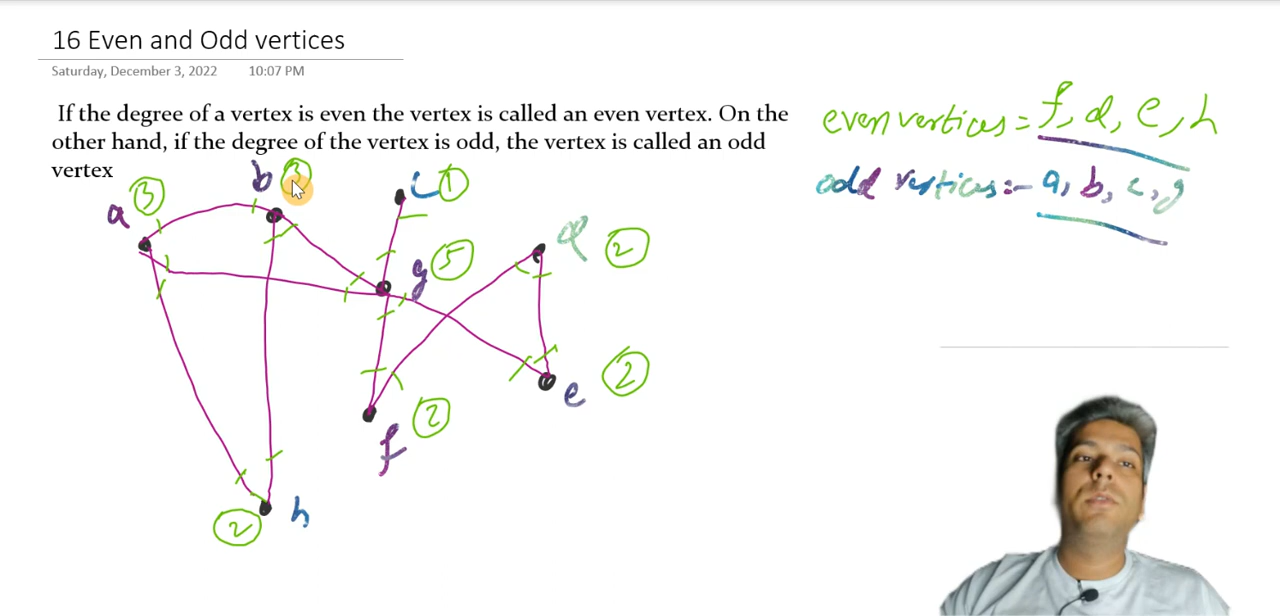 16 Even and Odd vertices
Saturday, December 3, 2022 10:07 PM
If the degree of a vertex is even the vertex is called an even vertex. On the
other hand, if the degree of the vertex is odd, the vertex is called an odd
vertex
even vertices = f, d, e, h
odd vertices :- a, b, c, g
b 3
c 1
a 3
d 2
g 5
e 2
f 2
2 h